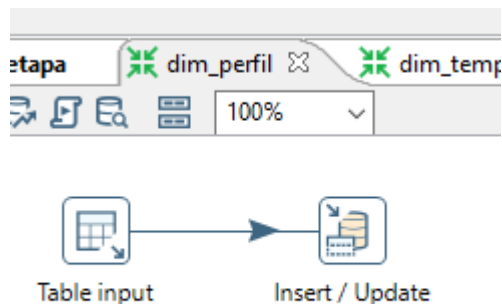 etapa dim_perfil dim_temp
100%
Table input Insert / Update